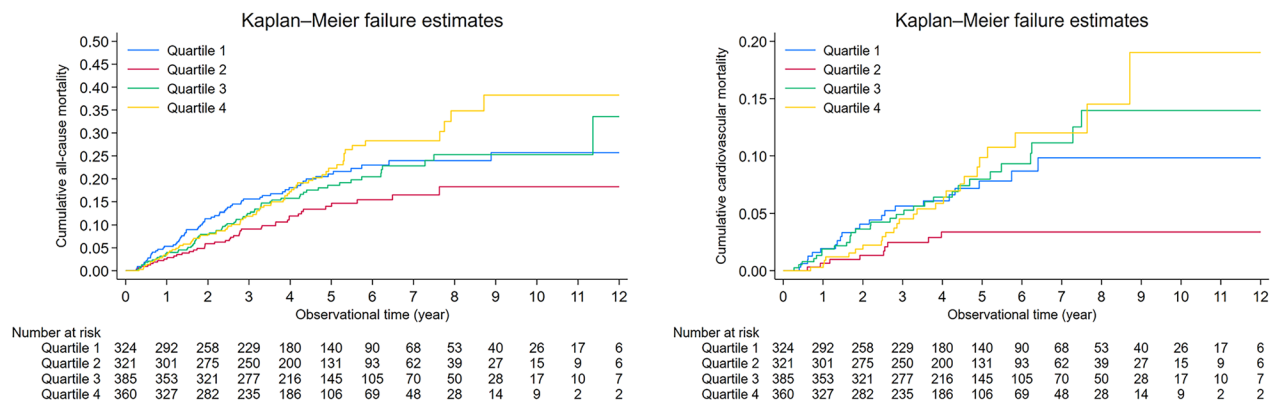 Kaplan–Meier failure estimates
Cumulative all-cause mortality
0.50
0.45
0.40
0.35
0.30
0.25
0.20
0.15
0.10
0.05
0.00
Quartile 1
Quartile 2
Quartile 3
Quartile 4
0 1 2 3 4 5 6 7 8 9 10 11 12
Observational time (year)
Number at risk
Quartile 1 324 292 258 229 180 140 90 68 53 40 26 17 6
Quartile 2 321 301 275 250 200 131 93 62 39 27 15 9 6
Quartile 3 385 353 321 277 216 145 105 70 50 28 17 10 7
Quartile 4 360 327 282 235 186 106 69 48 28 14 9 2 2
Kaplan–Meier failure estimates
Cumulative cardiovascular mortality
0.20
0.15
0.10
0.05
0.00
Quartile 1
Quartile 2
Quartile 3
Quartile 4
0 1 2 3 4 5 6 7 8 9 10 11 12
Observational time (year)
Number at risk
Quartile 1 324 292 258 229 180 140 90 68 53 40 26 17 6
Quartile 2 321 301 275 250 200 131 93 62 39 27 15 9 6
Quartile 3 385 353 321 277 216 145 105 70 50 28 17 10 7
Quartile 4 360 327 282 235 186 106 69 48 28 14 9 2 2